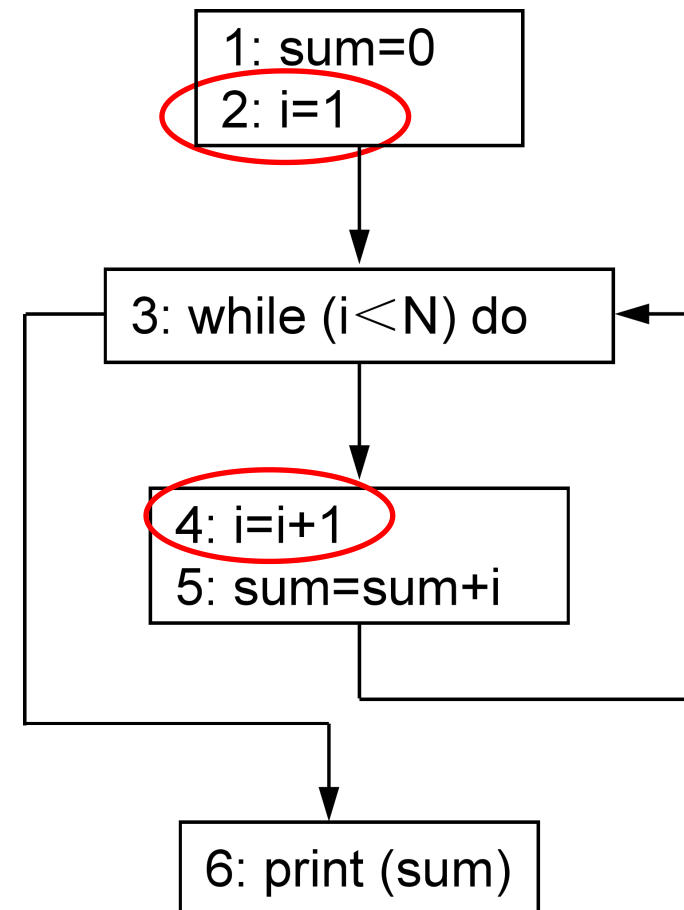 1: sum=0
2: i=1
3: while (i<N) do
4: i=i+1
5: sum=sum+i
6: print (sum)